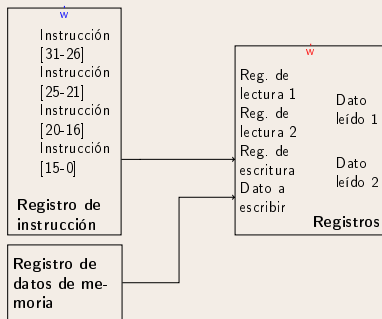 w
Instrucción
[31-26]
Instrucción
[25-21]
Instrucción
[20-16]
Instrucción
[15-0]
Registro de
instrucción
Registro de
datos de me-
moria
w
Reg. de
lectura 1
Reg. de
lectura 2
Reg. de
escritura
Dato a
escribir
Dato
leído 1
Dato
leído 2
Registros